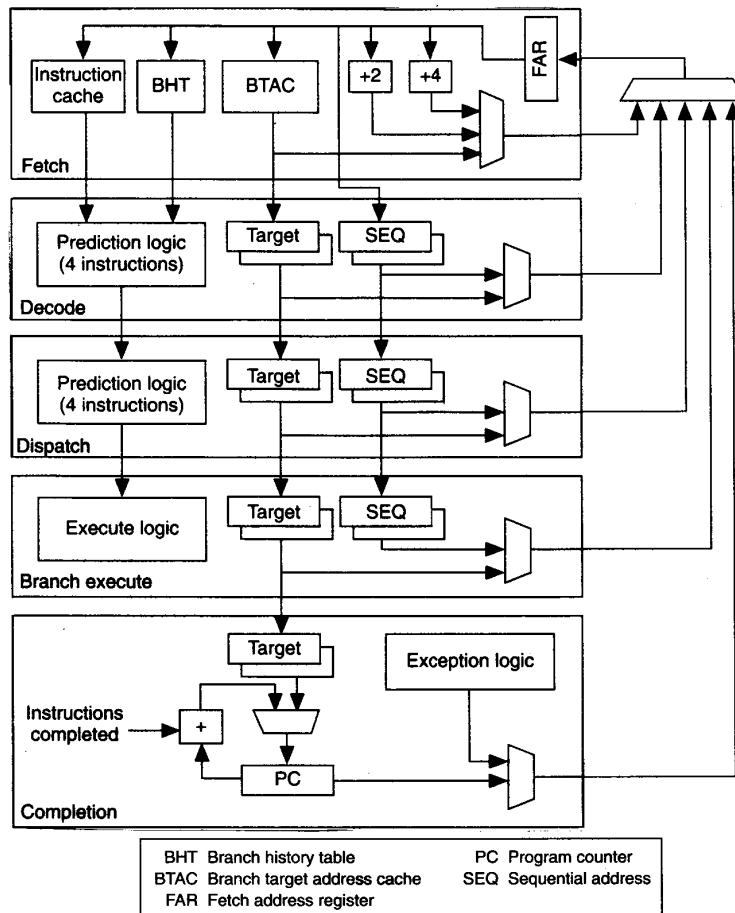 Instruction
cache
BHT
BTAC
+2
+4
FAR
Fetch
Prediction logic
(4 instructions)
Target
SEQ
Decode
Prediction logic
(4 instructions)
Target
SEQ
Dispatch
Execute logic
Target
SEQ
Branch execute
Target
Exception logic
Instructions
completed
+
PC
Completion
BHT Branch history table
BTAC Branch target address cache
FAR Fetch address register
PC Program counter
SEQ Sequential address